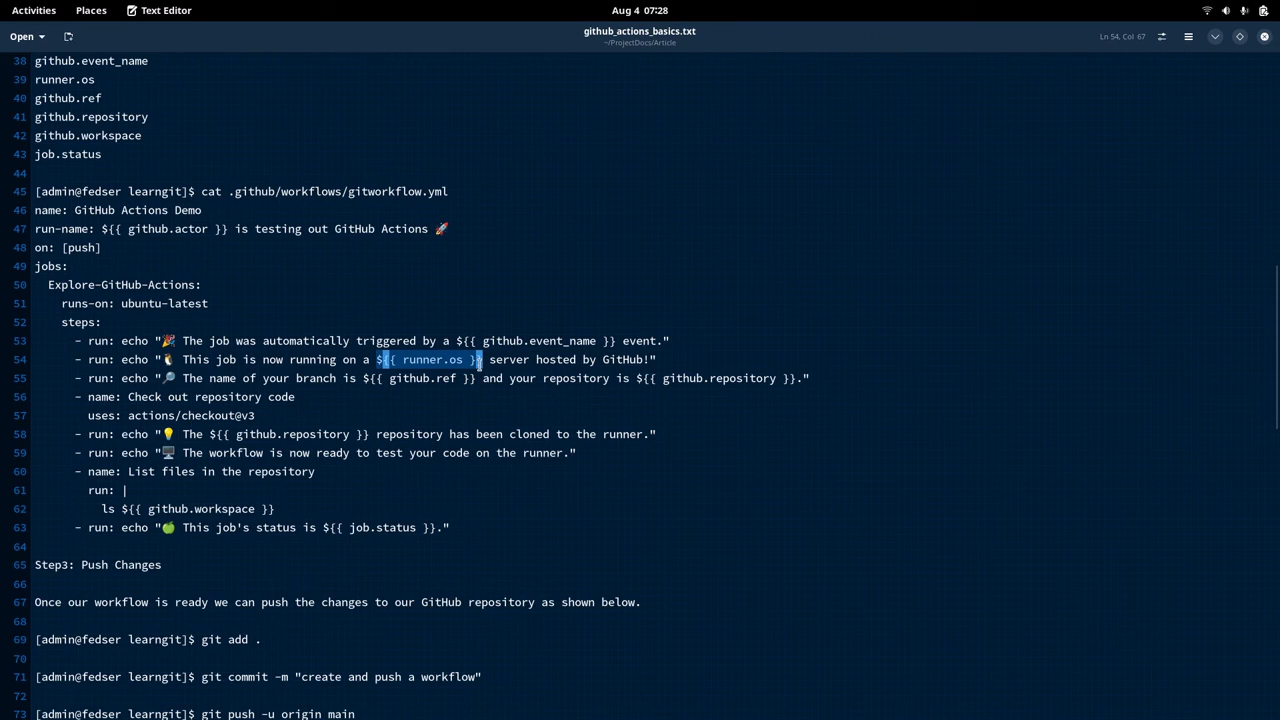 Activities Places Text Editor Aug 4 07:28
Open github_actions_basics.txt Ln 54, Col 67
~/ProjectDocs/Article
38 github.event_name
39 runner.os
40 github.ref
41 github.repository
42 github.workspace
43 job.status
44
45 [admin@fedser learngit]$ cat .github/workflows/gitworkflow.yml
46 name: GitHub Actions Demo
47 run-name: ${{ github.actor }} is testing out GitHub Actions 🚀
48 on: [push]
49 jobs:
50   Explore-GitHub-Actions:
51     runs-on: ubuntu-latest
52     steps:
53       - run: echo "🎉 The job was automatically triggered by a ${{ github.event_name }} event."
54       - run: echo "🐧 This job is now running on a ${{ runner.os }} server hosted by GitHub!"
55       - run: echo "🔎 The name of your branch is ${{ github.ref }} and your repository is ${{ github.repository }}."
56       - name: Check out repository code
57         uses: actions/checkout@v3
58       - run: echo "💡 The ${{ github.repository }} repository has been cloned to the runner."
59       - run: echo "🖥️ The workflow is now ready to test your code on the runner."
60       - name: List files in the repository
61         run: |
62           ls ${{ github.workspace }}
63       - run: echo "🍏 This job's status is ${{ job.status }}."
64
65 Step3: Push Changes
66
67 Once our workflow is ready we can push the changes to our GitHub repository as shown below.
68
69 [admin@fedser learngit]$ git add .
70
71 [admin@fedser learngit]$ git commit -m "create and push a workflow"
72
73 [admin@fedser learngit]$ git push -u origin main